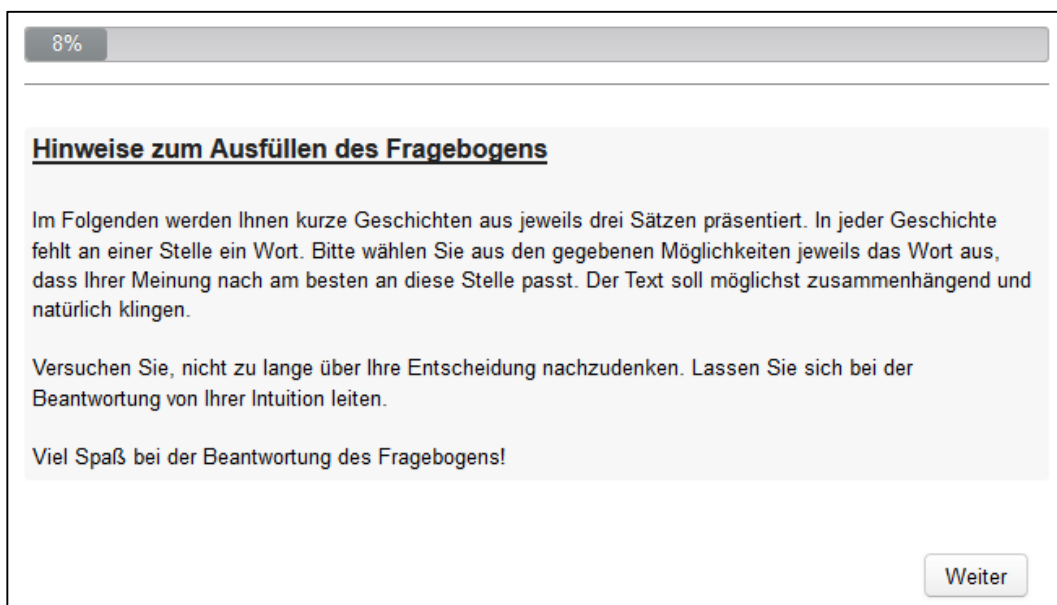 8%
Hinweise zum Ausfüllen des Fragebogens
Im Folgenden werden Ihnen kurze Geschichten aus jeweils drei Sätzen präsentiert. In jeder Geschichte
fehlt an einer Stelle ein Wort. Bitte wählen Sie aus den gegebenen Möglichkeiten jeweils das Wort aus,
dass Ihrer Meinung nach am besten an diese Stelle passt. Der Text soll möglichst zusammenhängend und
natürlich klingen.
Versuchen Sie, nicht zu lange über Ihre Entscheidung nachzudenken. Lassen Sie sich bei der
Beantwortung von Ihrer Intuition leiten.
Viel Spaß bei der Beantwortung des Fragebogens!
Weiter